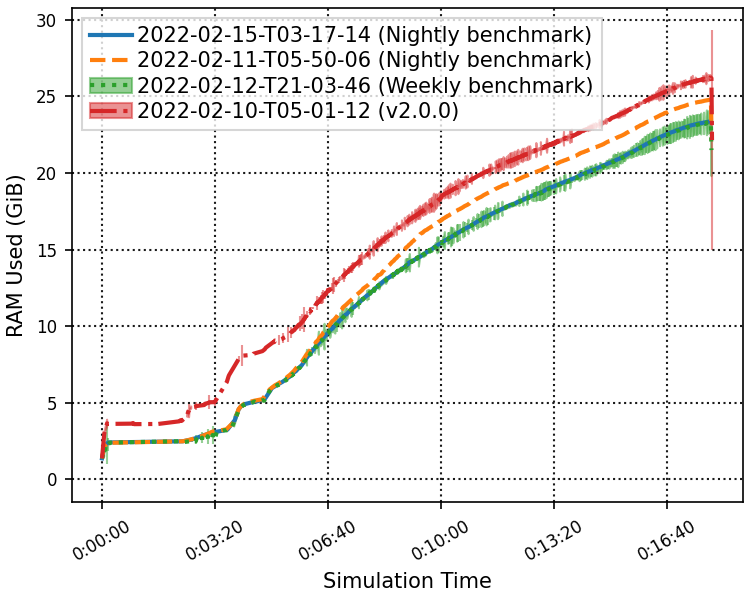 2022-02-15-T03-17-14 (Nightly benchmark)
2022-02-11-T05-50-06 (Nightly benchmark)
2022-02-12-T21-03-46 (Weekly benchmark)
2022-02-10-T05-01-12 (v2.0.0)
RAM Used (GiB)
30
25
20
15
10
5
0
0:00:00
0:03:20
0:06:40
0:10:00
0:13:20
0:16:40
Simulation Time